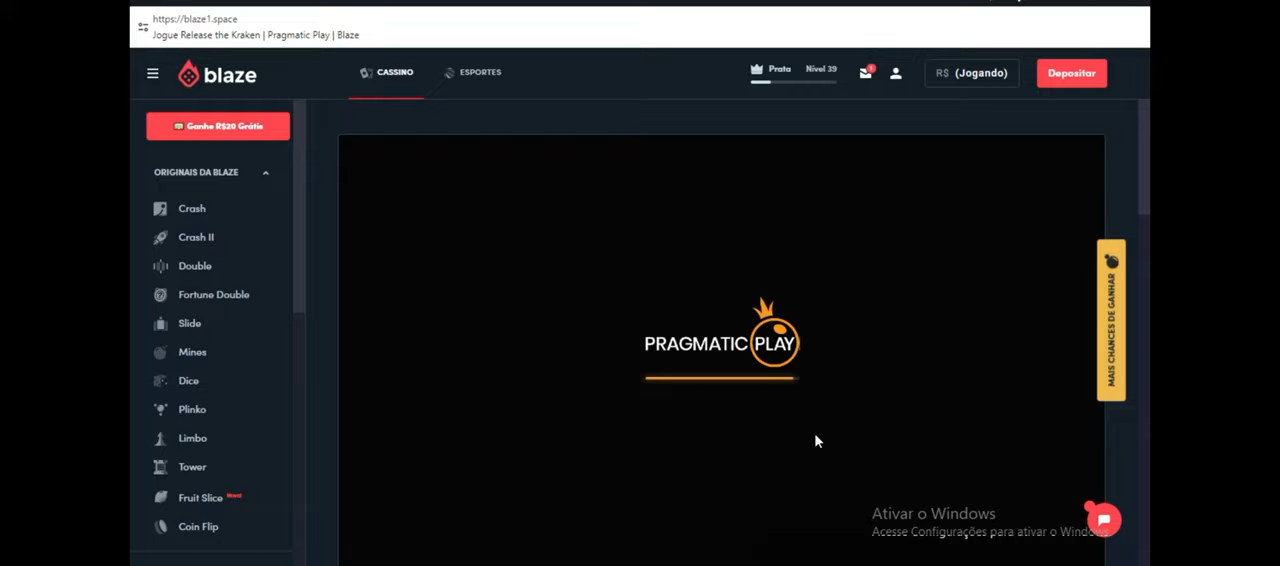 https://blaze1.space
Jogue Release the Kraken | Pragmatic Play | Blaze
blaze
CASSINO
ESPORTES
Prata
Nível 39
1
R$ (Jogando)
Depositar
Ganhe R$20 Grátis
ORIGINAIS DA BLAZE
Crash
Crash II
Double
Fortune Double
Slide
Mines
Dice
Plinko
Limbo
Tower
Fruit Slice
Coin Flip
PRAGMATIC PLAY
MAIS CHANCES DE GANHAR
Ativar o Windows
Acesse Configurações para ativar o Windows.